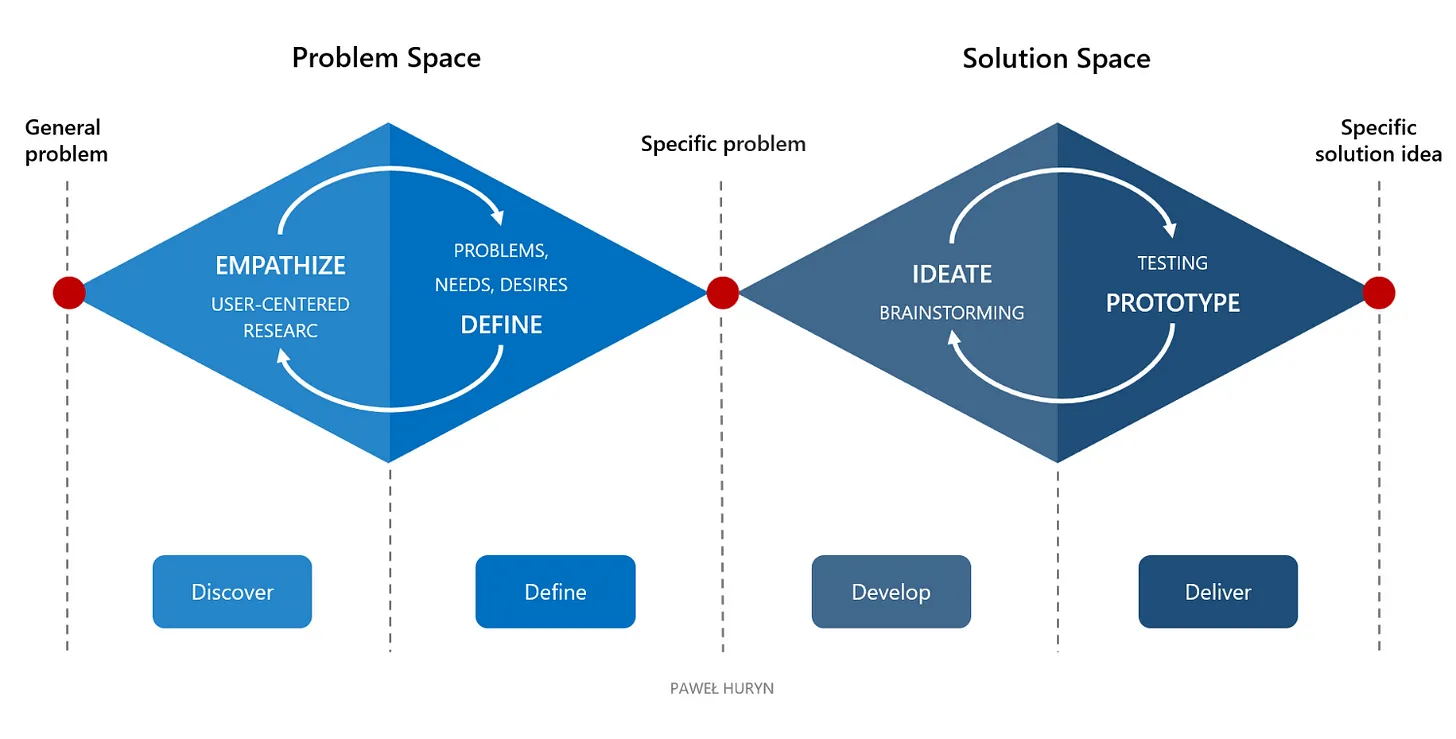 Problem Space
Solution Space
General
problem
Specific problem
Specific
solution idea
EMPATHIZE
USER-CENTERED
RESEARC
PROBLEMS,
NEEDS, DESIRES
DEFINE
IDEATE
BRAINSTORMING
TESTING
PROTOTYPE
Discover
Define
Develop
Deliver
PAWEŁ HURYN